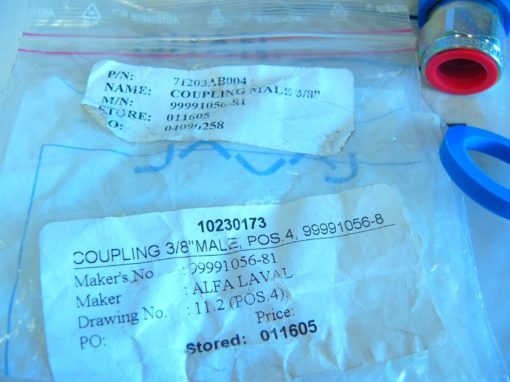 P/N: 71203AB004
NAME: COUPLING MALE 3/8"
M/N: 99991056-81
STORE: 011605
O: 04096258
10230173
COUPLING 3/8"MALE, POS.4, 99991056-8
Maker's No : 99991056-81
Maker : ALFA LAVAL
Drawing No. : 11.2 (POS.4).
PO: Price:
Stored: 011605